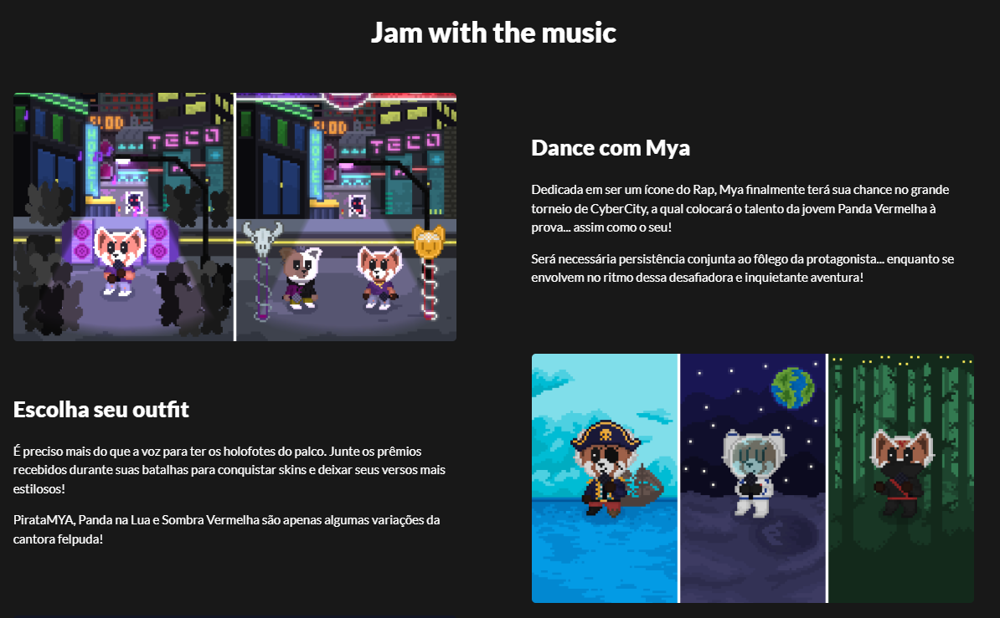 Jam with the music
SLOD
HOTEL
TECO
SLOD
HOTEL
TECO
Dance com Mya
Dedicada em ser um ícone do Rap, Mya finalmente terá sua chance no grande
torneio de CyberCity, a qual colocará o talento da jovem Panda Vermelha à
prova... assim como o seu!
Será necessária persistência conjunta ao fôlego da protagonista... enquanto se
envolvem no ritmo dessa desafiadora e inquietante aventura!
Escolha seu outfit
É preciso mais do que a voz para ter os holofotes do palco. Junte os prêmios
recebidos durante suas batalhas para conquistar skins e deixar seus versos mais
estilosos!
PirataMYA, Panda na Lua e Sombra Vermelha são apenas algumas variações da
cantora felpuda!